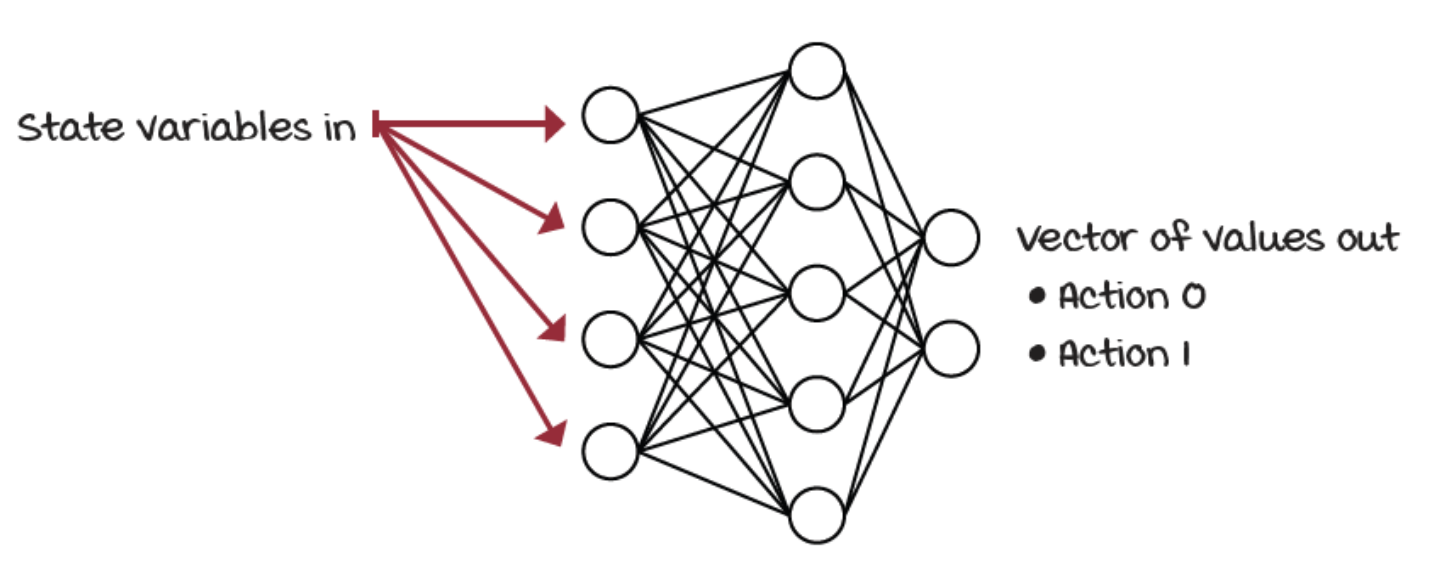 State variables in
Vector of values out
• Action 0
• Action 1